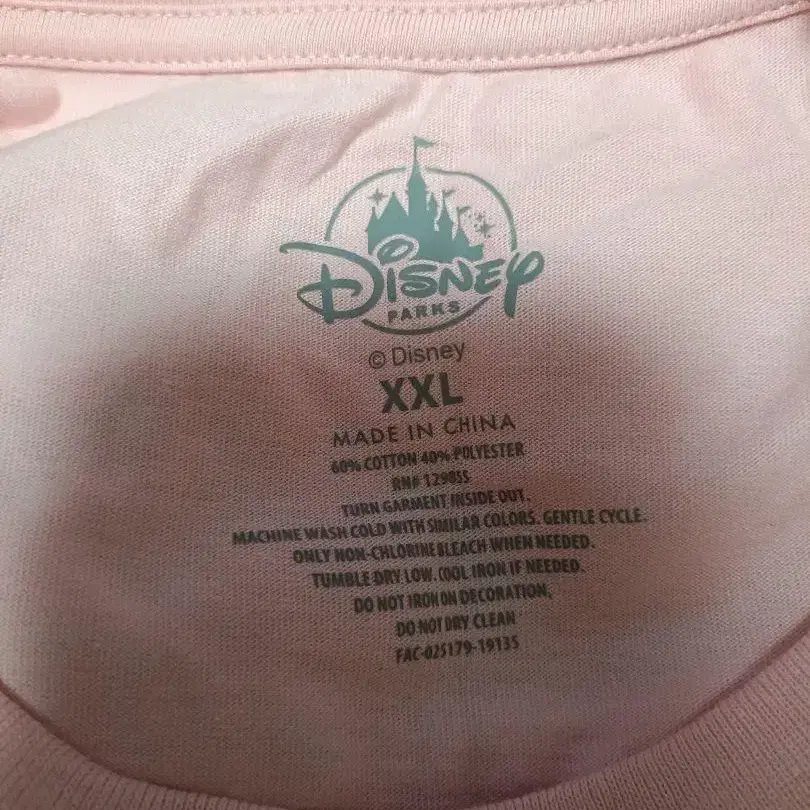 DISNEY
PARKS
© Disney
XXL
MADE IN CHINA
60% COTTON 40% POLYESTER
RN# 129855
TURN GARMENT INSIDE OUT.
MACHINE WASH COLD WITH SIMILAR COLORS. GENTLE CYCLE.
ONLY NON-CHLORINE BLEACH WHEN NEEDED.
TUMBLE DRY LOW. COOL IRON IF NEEDED.
DO NOT IRON ON DECORATION,
DO NOT DRY CLEAN
FAC-025179-19135